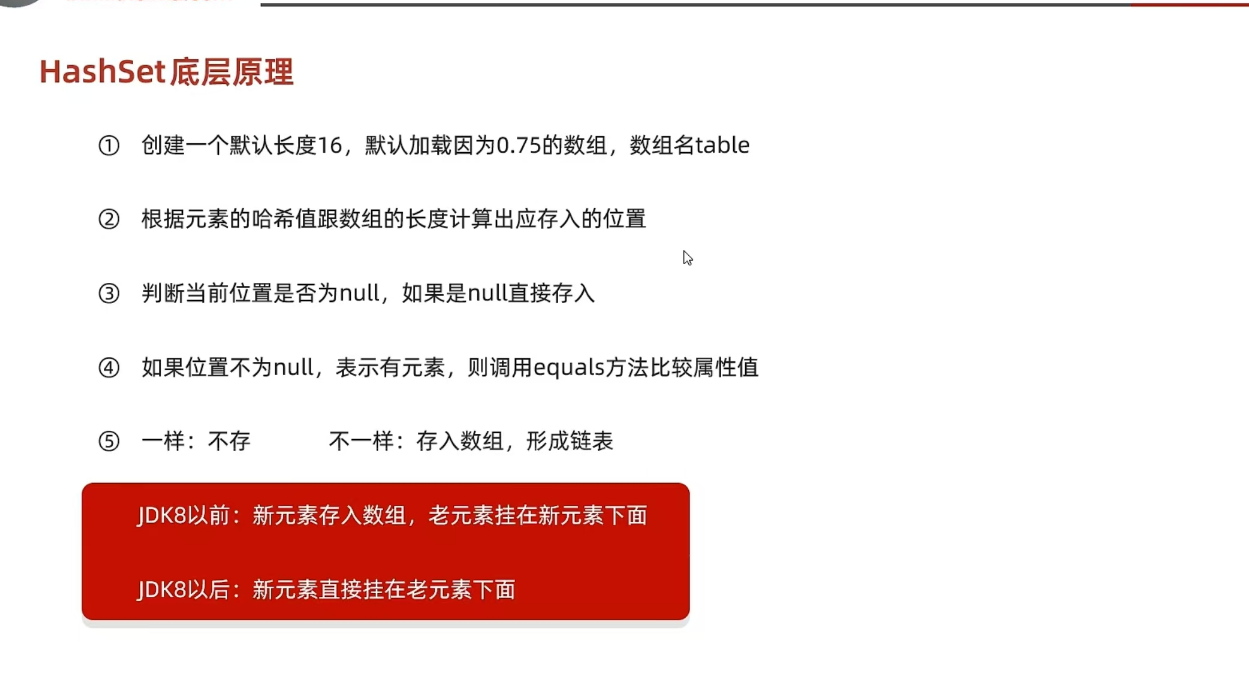 HashSet底层原理
① 创建一个默认长度16，默认加载因为0.75的数组，数组名table
② 根据元素的哈希值跟数组的长度计算出应存入的位置
③ 判断当前位置是否为null，如果是null直接存入
④ 如果位置不为null，表示有元素，则调用equals方法比较属性值
⑤ 一样：不存 不一样：存入数组，形成链表
JDK8以前：新元素存入数组，老元素挂在新元素下面
JDK8以后：新元素直接挂在老元素下面